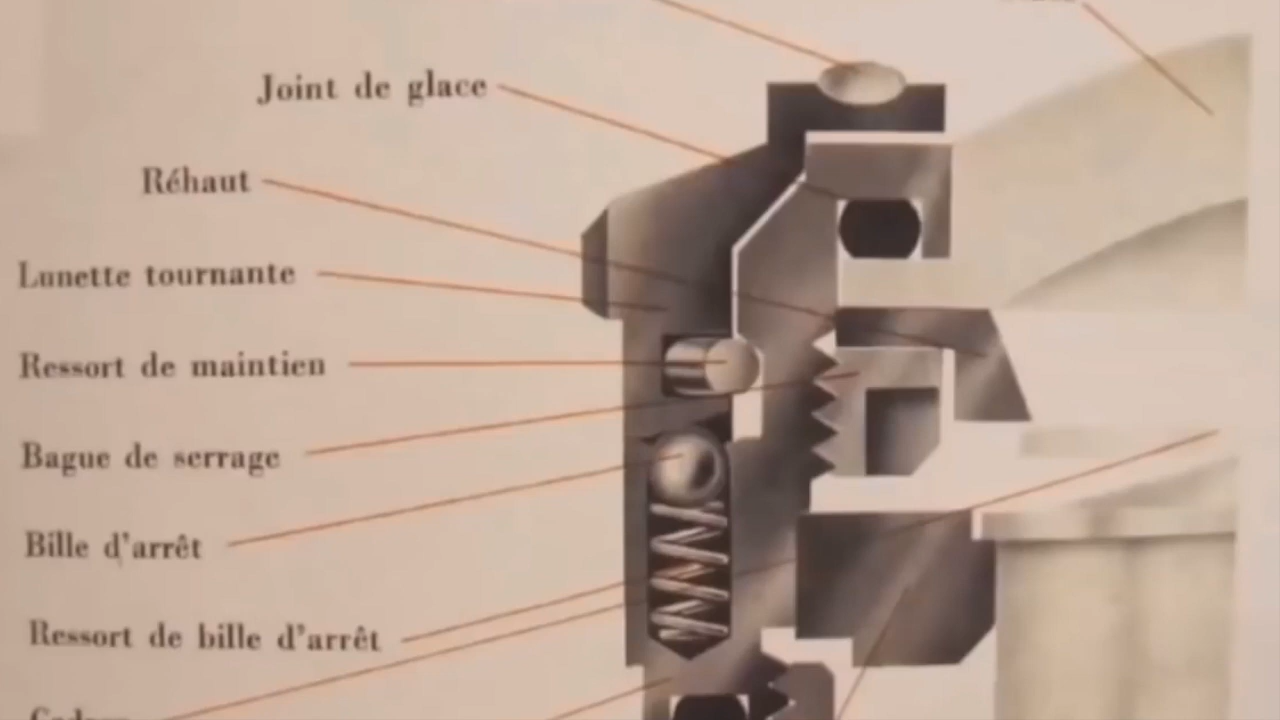 Joint de glace
Réhaut
Lunette tournante
Ressort de maintien
Bague de serrage
Bille d'arrêt
Ressort de bille d'arrêt